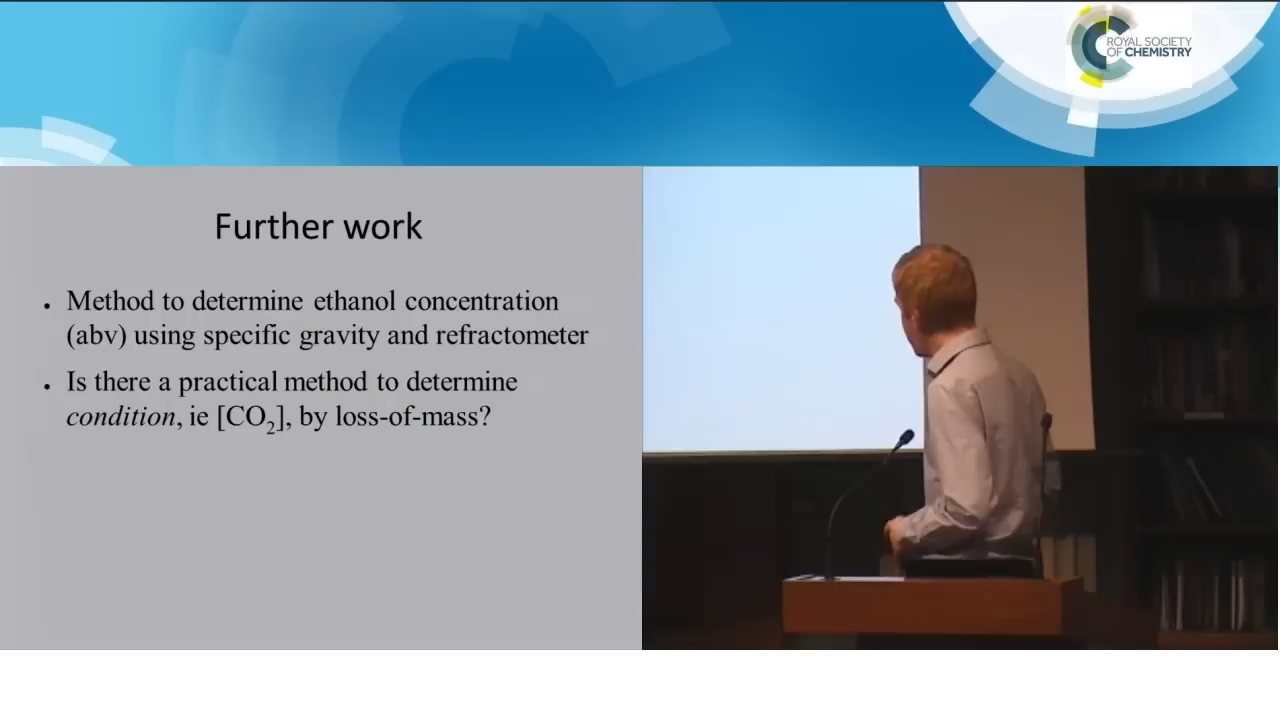 ROYAL SOCIETY
OF CHEMISTRY
Further work
• Method to determine ethanol concentration
(abv) using specific gravity and refractometer
• Is there a practical method to determine
condition, ie [CO₂], by loss-of-mass?